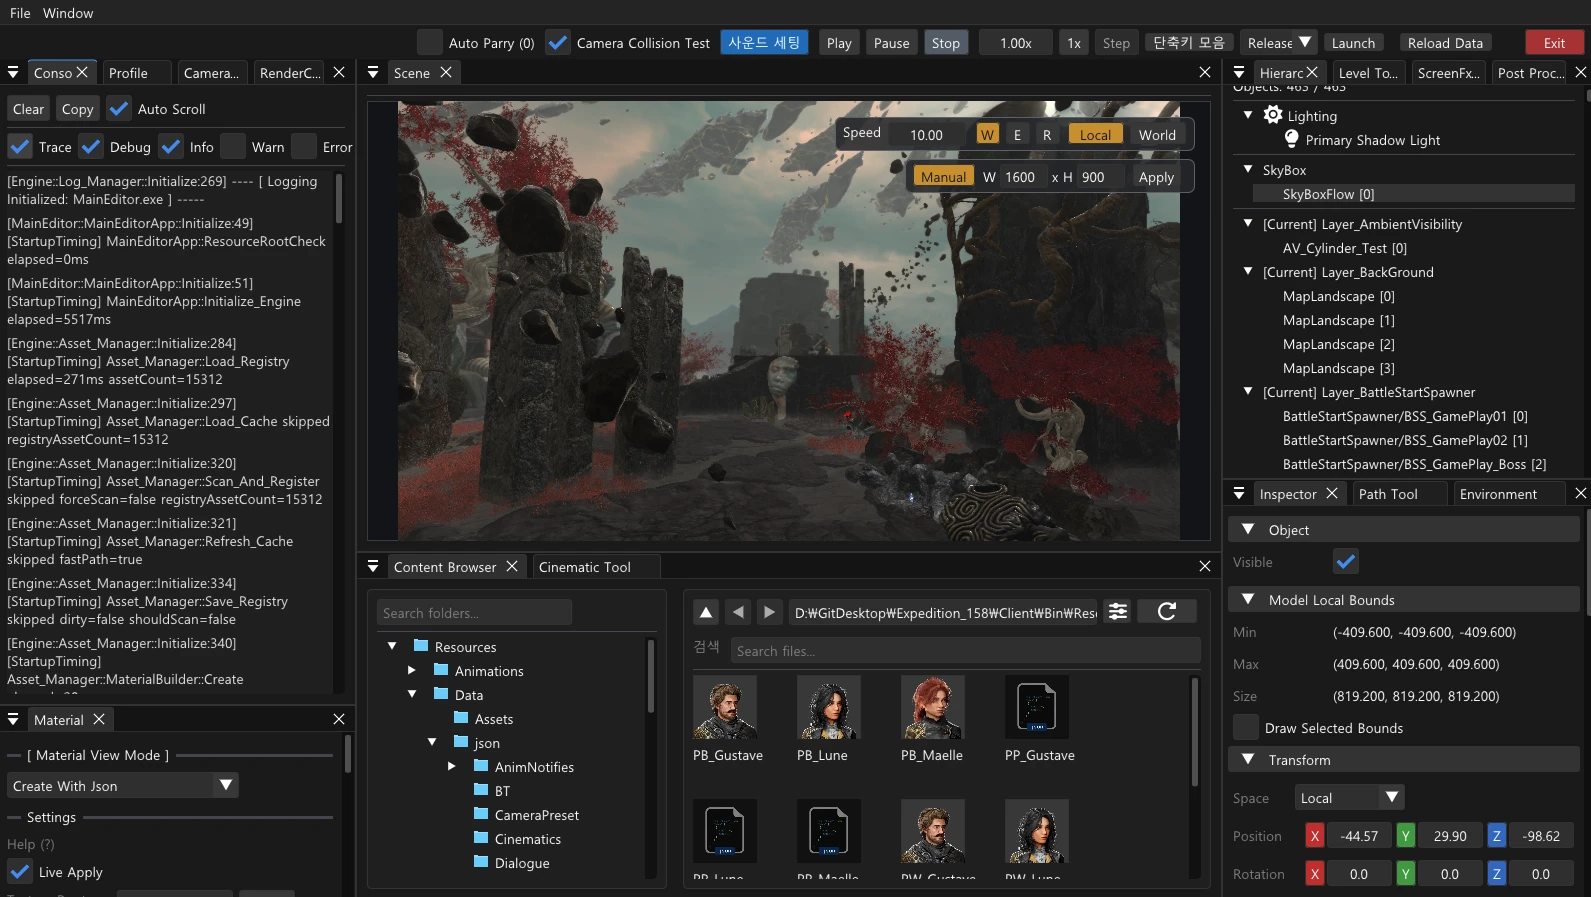 File Window
Auto Parry (0) Camera Collision Test 사운드 세팅 Play Pause Stop 1.00x 1x Step 단축키 모음 Release Launch Reload Data Exit
Conso Profile Camera... RenderC...
Clear Copy Auto Scroll
Trace Debug Info Warn Error
[Engine::Log_Manager::Initialize:269] ---- [ Logging
Initialized: MainEditor.exe ] -----
[MainEditor::MainEditorApp::Initialize:49]
[StartupTiming] MainEditorApp::ResourceRootCheck
elapsed=0ms
[MainEditor::MainEditorApp::Initialize:51]
[StartupTiming] MainEditorApp::Initialize_Engine
elapsed=5517ms
[Engine::Asset_Manager::Initialize:284]
[StartupTiming] Asset_Manager::Load_Registry
elapsed=271ms assetCount=15312
[Engine::Asset_Manager::Initialize:297]
[StartupTiming] Asset_Manager::Load_Cache skipped
registryAssetCount=15312
[Engine::Asset_Manager::Initialize:320]
[StartupTiming] Asset_Manager::Scan_And_Register
skipped forceScan=false registryAssetCount=15312
[Engine::Asset_Manager::Initialize:321]
[StartupTiming] Asset_Manager::Refresh_Cache
skipped fastPath=true
[Engine::Asset_Manager::Initialize:334]
[StartupTiming] Asset_Manager::Save_Registry
skipped dirty=false shouldScan=false
[Engine::Asset_Manager::Initialize:340]
[StartupTiming]
Asset_Manager::MaterialBuilder::Create
Material
[ Material View Mode ]
Create With Json
Settings
Help (?)
Live Apply
Scene
Speed 10.00 W E R Local World
Manual W 1600 x H 900 Apply
Content Browser Cinematic Tool
Search folders...
Resources
Animations
Data
Assets
json
AnimNotifies
BT
CameraPreset
Cinematics
Dialogue
D:₩GitDesktop₩Expedition_158₩Client₩Bin₩Res
검색 Search files...
PB_Gustave PB_Lune PB_Maelle PP_Gustave
PP_Lune PP_Maelle PW_Gustave PW_Lune
Hierarc Level To... ScreenFx... Post Proc...
Objects: 463 / 463
Lighting
Primary Shadow Light
SkyBox
SkyBoxFlow [0]
[Current] Layer_AmbientVisibility
AV_Cylinder_Test [0]
[Current] Layer_BackGround
MapLandscape [0]
MapLandscape [1]
MapLandscape [2]
MapLandscape [3]
[Current] Layer_BattleStartSpawner
BattleStartSpawner/BSS_GamePlay01 [0]
BattleStartSpawner/BSS_GamePlay02 [1]
BattleStartSpawner/BSS_GamePlay_Boss [2]
Inspector Path Tool Environment
Object
Visible
Model Local Bounds
Min (-409.600, -409.600, -409.600)
Max (409.600, 409.600, 409.600)
Size (819.200, 819.200, 819.200)
Draw Selected Bounds
Transform
Space Local
Position X -44.57 Y 29.90 Z -98.62
Rotation X 0.0 Y 0.0 Z 0.0